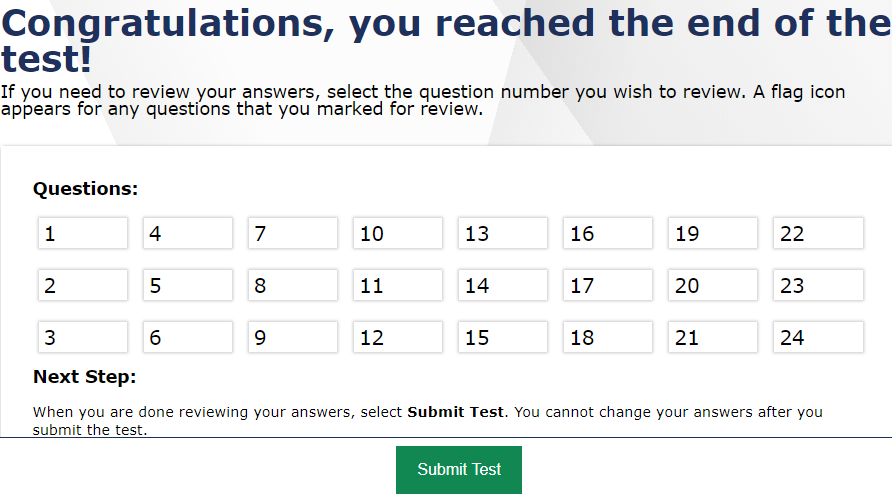 Congratulations, you reached the end of the
test!
If you need to review your answers, select the question number you wish to review. A flag icon
appears for any questions that you marked for review.
Questions:
1 4 7 10 13 16 19 22
2 5 8 11 14 17 20 23
3 6 9 12 15 18 21 24
Next Step:
When you are done reviewing your answers, select Submit Test. You cannot change your answers after you
submit the test.
Submit Test